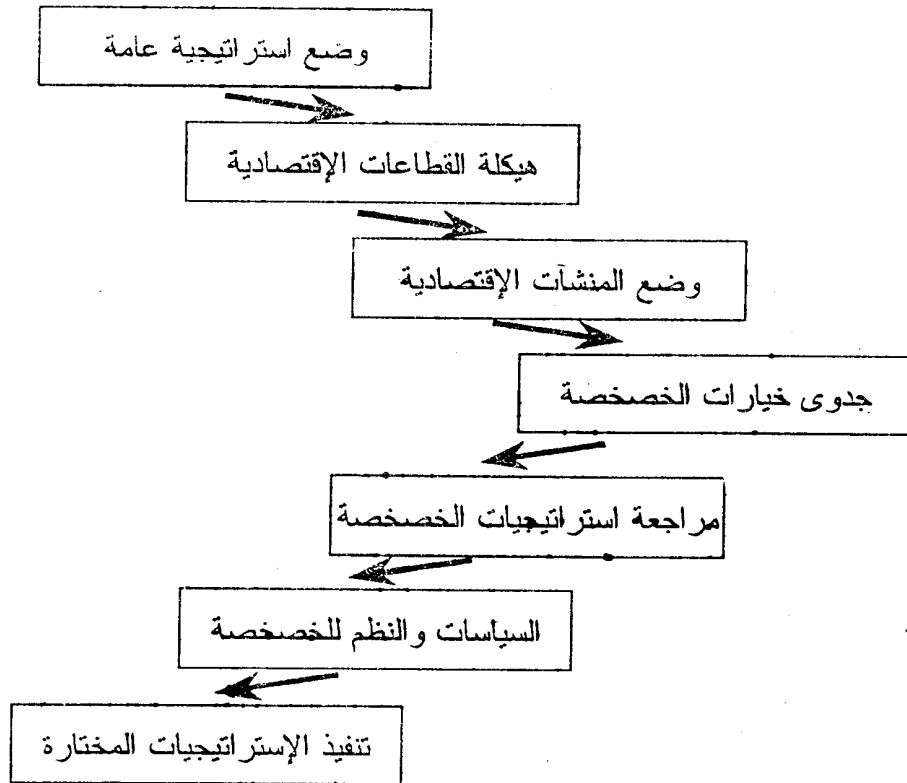 وضع استراتيجية عامة
هيكلة القطاعات الإقتصادية
وضع المنشآت الإقتصادية
جدوى خيارات الخصخصة
مراجعة استراتيجيات الخصخصة
السياسات والنظم للخصخصة
تنفيذ الإستراتيجيات المختارة